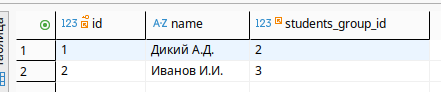 123 id A-Z name 123 students_group_id
1 1 Дикий А.Д. 2
2 2 Иванов И.И. 3